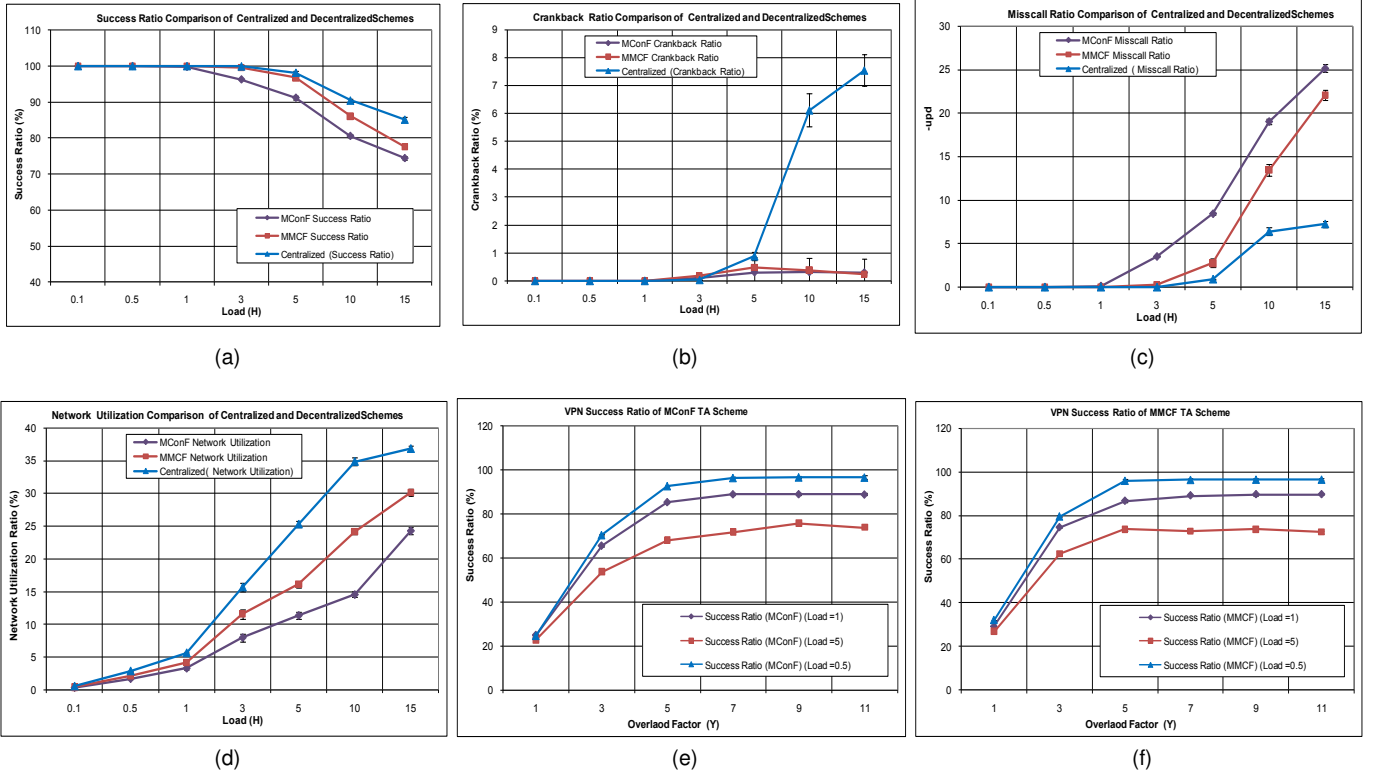 Success Ratio Comparison of Centralized and DecentralizedSchemes
Success Ratio (%)
110
100
90
80
70
60
50
40
MConF Success Ratio
MMCF Success Ratio
Centralized (Success Ratio)
0.1 0.5 1 3 5 10 15
Load (H)
(a)
Crankback Ratio Comparison of Centralized and DecentralizedSchemes
Crankback Ratio (%)
9
8
7
6
5
4
3
2
1
0
MConF Crankback Ratio
MMCF Crankback Ratio
Centralized (Crankback Ratio)
0.1 0.5 1 3 5 10 15
Load (H)
(b)
Misscall Ratio Comparison of Centralized and DecentralizedSchemes
-upd
30
25
20
15
10
5
0
MConF Misscall Ratio
MMCF Misscall Ratio
Centralized ( Misscall Ratio)
0.1 0.5 1 3 5 10 15
Load (H)
(c)
Network Utilization Comparison of Centralized and DecentralizedSchemes
Network Utilization Ratio (%)
40
35
30
25
20
15
10
5
0
MConF Network Utilization
MMCF Network Utilization
Centralized( Network Utilization)
0.1 0.5 1 3 5 10 15
Load (H)
(d)
VPN Success Ratio of MConF TA Scheme
Success Ratio (%)
120
100
80
60
40
20
0
Success Ratio (MConF) (Load =1)
Success Ratio (MConF) (Load =5)
Success Ratio (MConF) (Load =0.5)
1 3 5 7 9 11
Overlaod Factor (Y)
(e)
VPN Success Ratio of MMCF TA Scheme
Success Ratio (%)
120
100
80
60
40
20
0
Success Ratio (MMCF) (Load =1)
Success Ratio (MMCF) (Load =5)
Success Ratio (MMCF) (Load =0.5)
1 3 5 7 9 11
Overlaod Factor (Y)
(f)